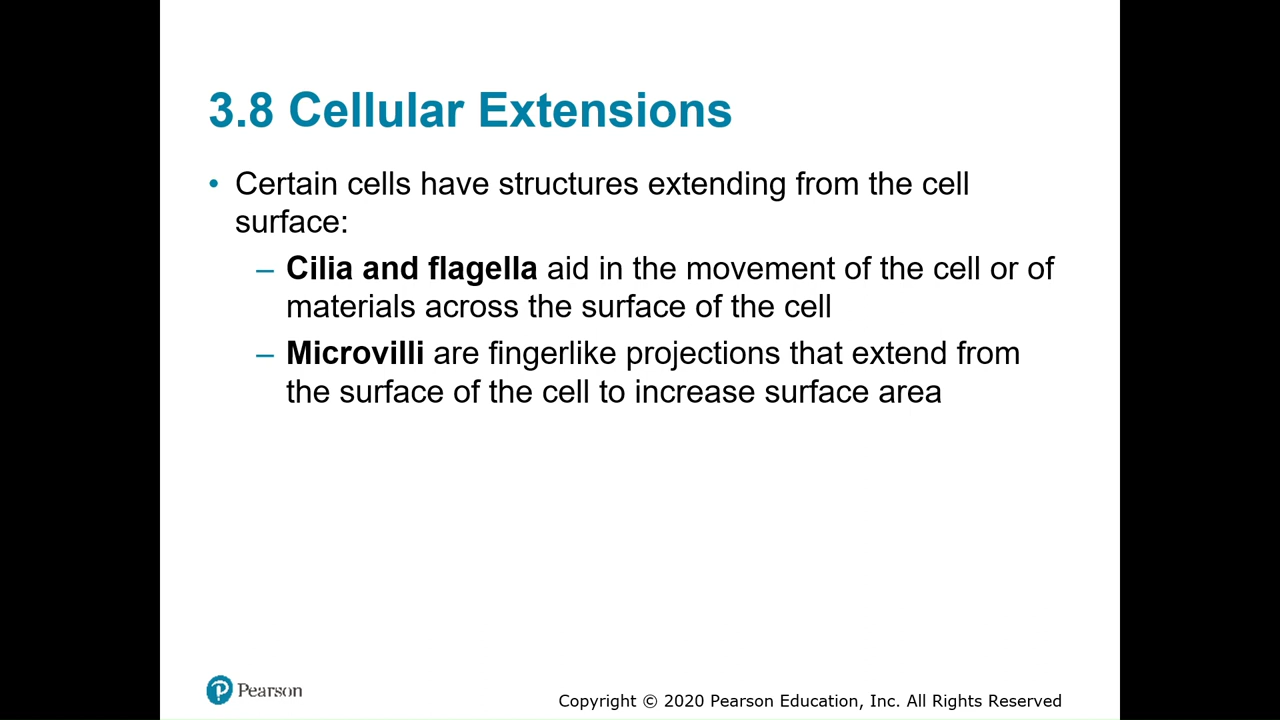 3.8 Cellular Extensions
• Certain cells have structures extending from the cell
surface:
– Cilia and flagella aid in the movement of the cell or of
materials across the surface of the cell
– Microvilli are fingerlike projections that extend from
the surface of the cell to increase surface area
P Pearson
Copyright © 2020 Pearson Education, Inc. All Rights Reserved